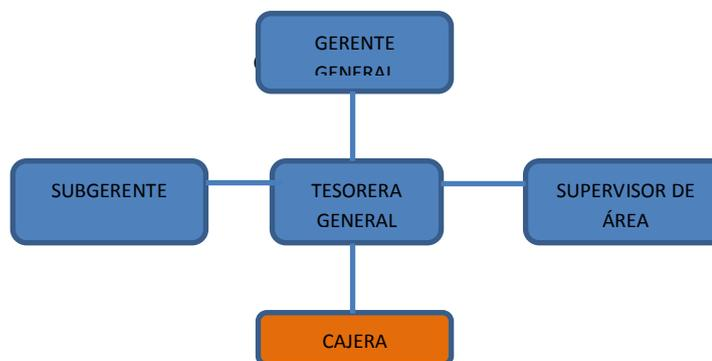 GERENTE
GENERAL
SUBGERENTE
TESORERA
GENERAL
SUPERVISOR DE
ÁREA
CAJERA